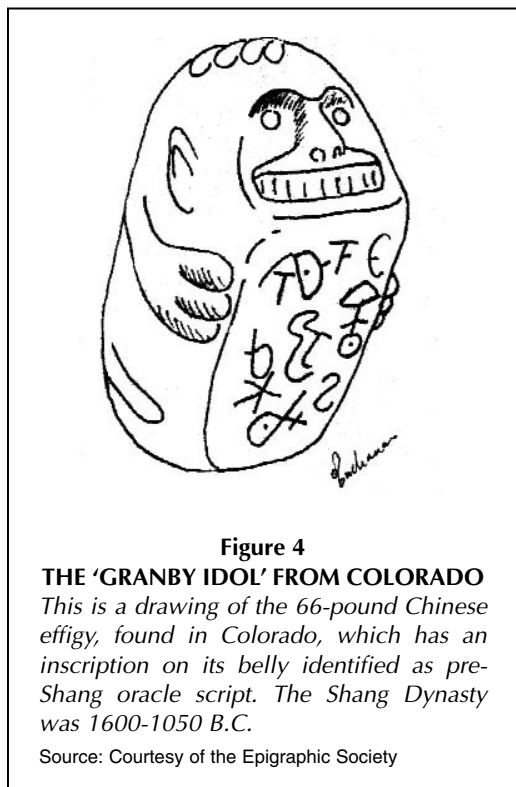 Figure 4
THE ‘GRANBY IDOL’ FROM COLORADO
This is a drawing of the 66-pound Chinese
effigy, found in Colorado, which has an
inscription on its belly identified as pre-
Shang oracle script. The Shang Dynasty
was 1600-1050 B.C.
Source: Courtesy of the Epigraphic Society